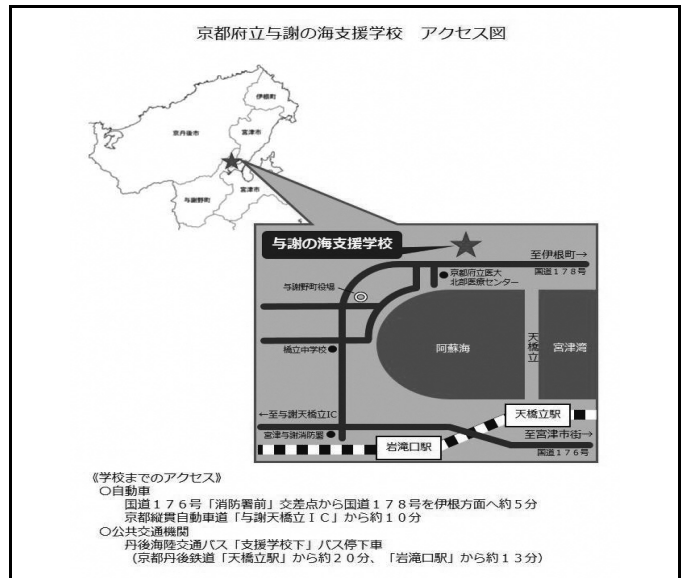 京都府立与謝の海支援学校　アクセス図
伊根町
京丹後市
宮津市
宮津市
与謝野町
与謝の海支援学校
至伊根町→
国道１７８号
京都府立医大
北部医療センター
与謝野町役場
橋立中学校
阿蘇海
天橋立
宮津湾
←至与謝天橋立IC
天橋立駅
宮津与謝消防署
至宮津市街→
岩滝口駅
国道１７６号
《学校までのアクセス》
○自動車
国道１７６号「消防署前」交差点から国道１７８号を伊根方面へ約５分
京都縦貫自動車道「与謝天橋立ＩＣ」から約１０分
○公共交通機関
丹後海陸交通バス「支援学校下」バス停下車
（京都丹後鉄道「天橋立駅」から約２０分、「岩滝口駅」から約１３分）